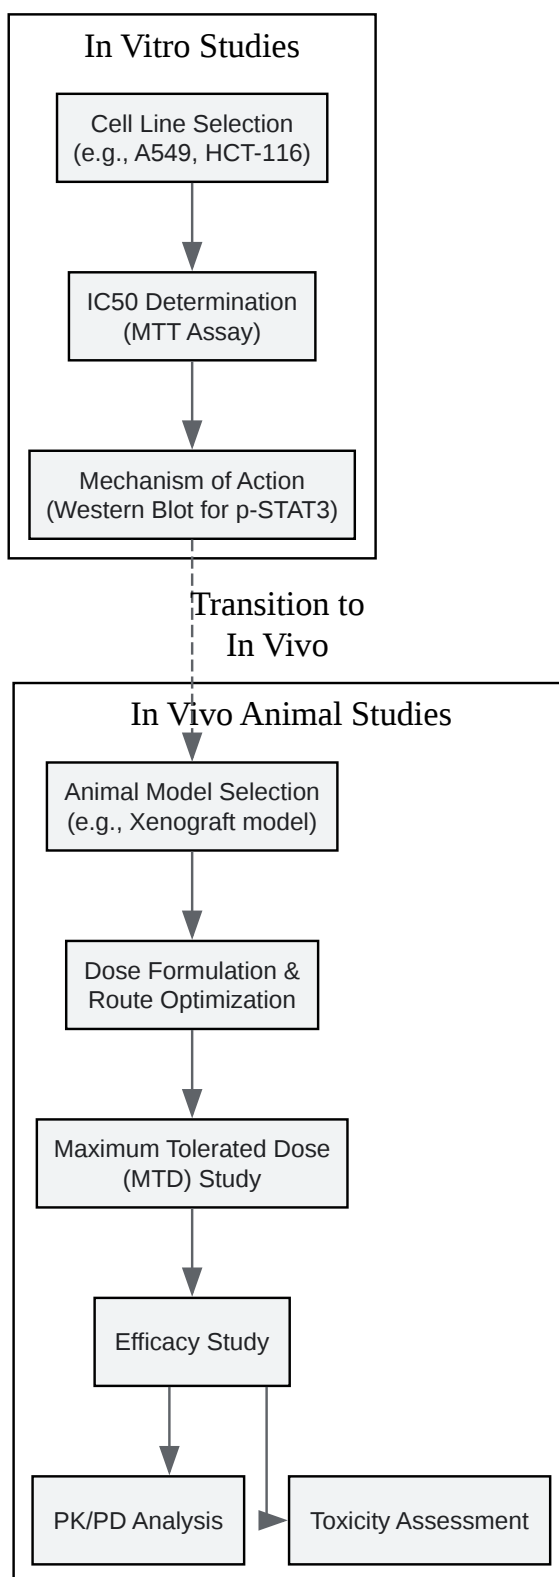 In Vitro Studies
Cell Line Selection
(e.g., A549, HCT-116)
IC50 Determination
(MTT Assay)
Mechanism of Action
(Western Blot for p-STAT3)
Transition to
In Vivo
In Vivo Animal Studies
Animal Model Selection
(e.g., Xenograft model)
Dose Formulation &
Route Optimization
Maximum Tolerated Dose
(MTD) Study
Efficacy Study
PK/PD Analysis
Toxicity Assessment